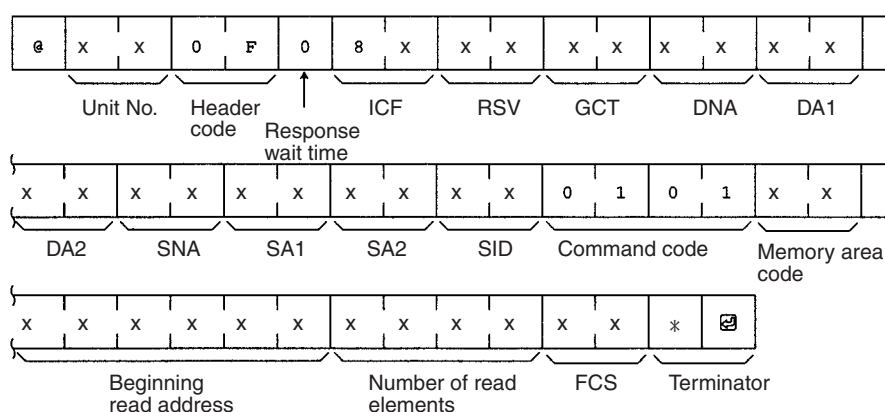 @ x x 0 F 0 8 x x x x x x x x x
Unit No. Header code Response wait time ICF RSV GCT DNA DA1
x x x x x x x x x x 0 1 0 1 x x
DA2 SNA SA1 SA2 SID Command code Memory area code
x x x x x x x x x x x x * ↵
Beginning read address Number of read elements FCS Terminator